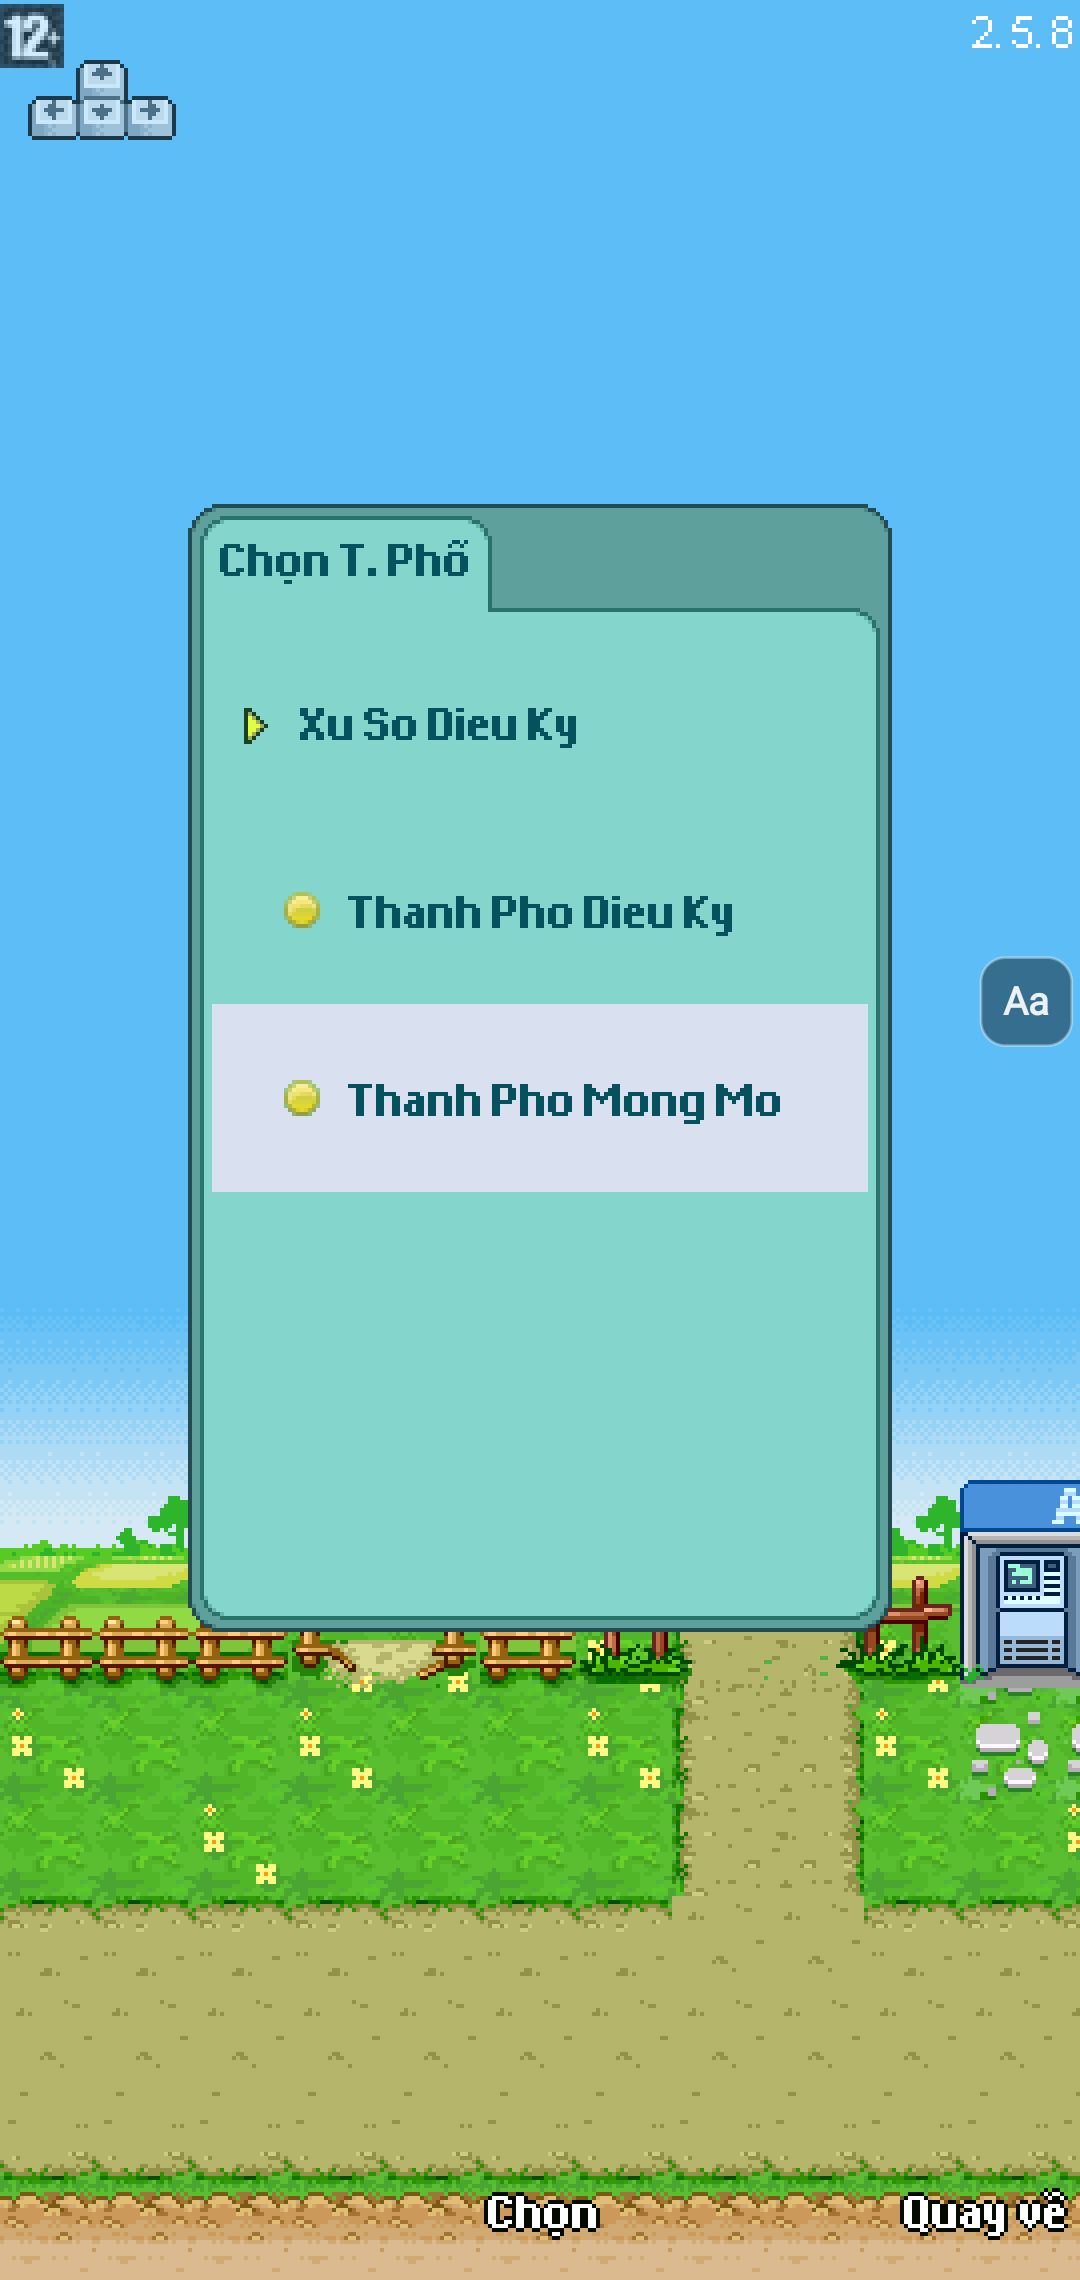 12+
2.5.8
Chọn T. Phố
Xu So Dieu Ky
Thanh Pho Dieu Ky
Aa
Thanh Pho Mong Mo
A
Chọn
Quay về